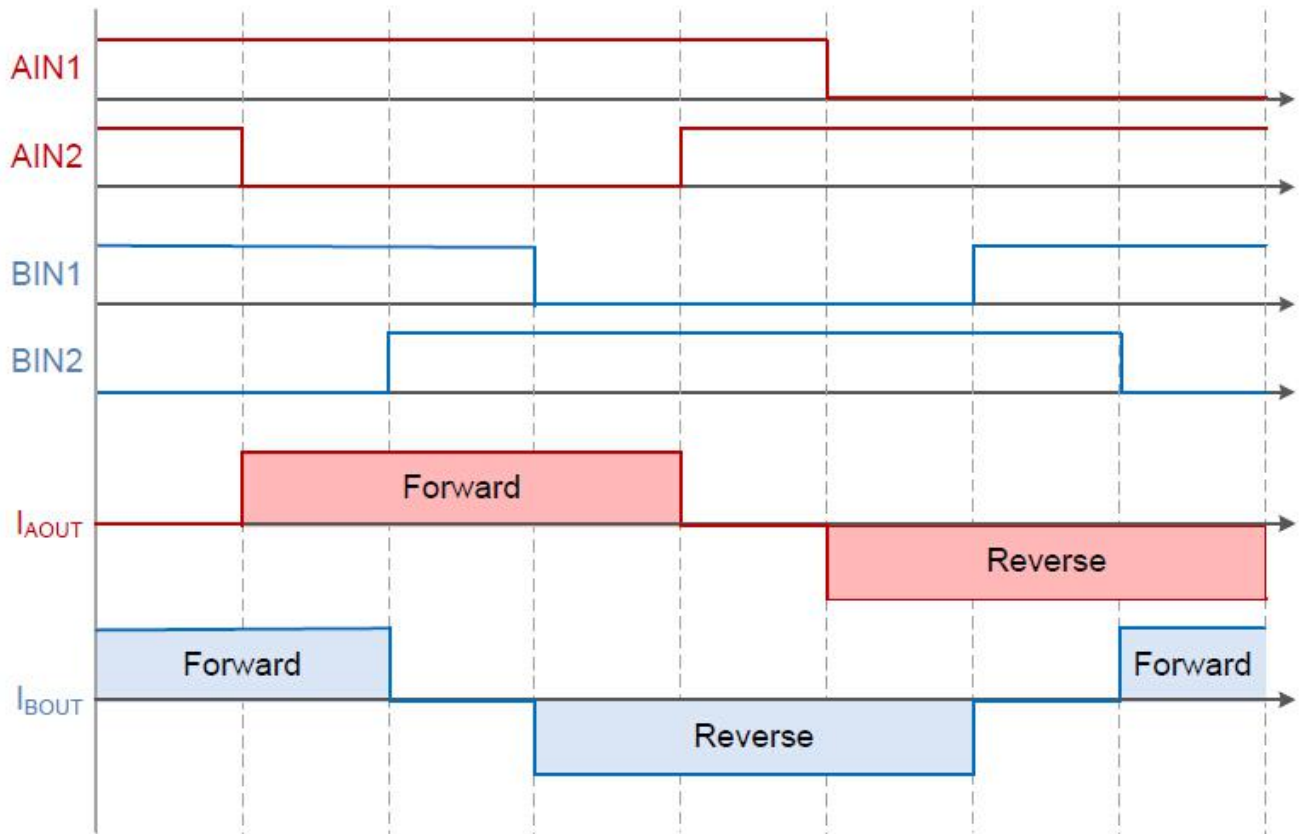 AIN1
AIN2
BIN1
BIN2
Forward
IAOUT
Reverse
Forward
Forward
IBOUT
Reverse